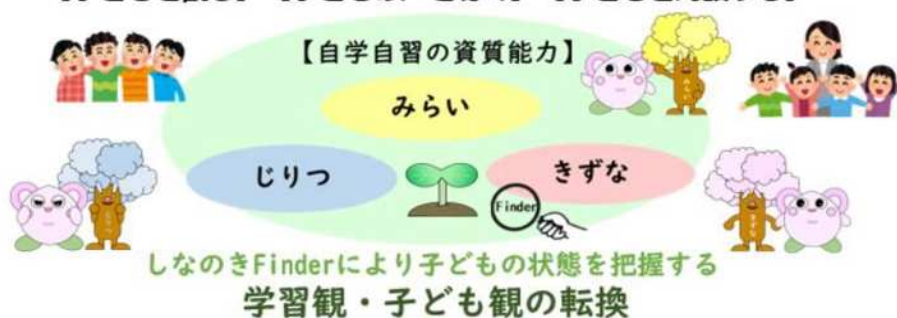 【自学自習の資質能力】
みらい
じりつ
きずな
Finder
しなのきFinderにより子どもの状態を把握する
学習観・子ども観の転換